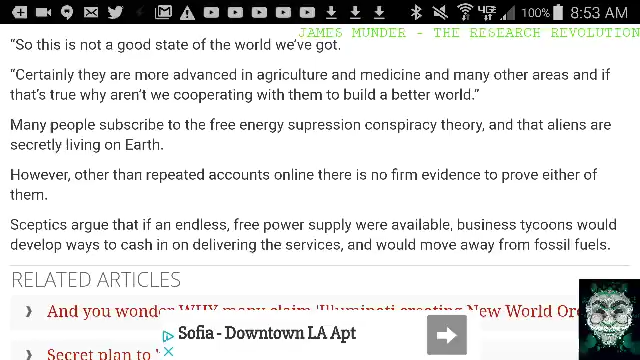 100% 8:53 AM
JAMES MUNDER - THE RESEARCH REVOLUTION
“So this is not a good state of the world we’ve got.
“Certainly they are more advanced in agriculture and medicine and many other areas and if
that’s true why aren’t we cooperating with them to build a better world.”
Many people subscribe to the free energy supression conspiracy theory, and that aliens are
secretly living on Earth.
However, other than repeated accounts online there is no firm evidence to prove either of
them.
Sceptics argue that if an endless, free power supply were available, business tycoons would
develop ways to cash in on delivering the services, and would move away from fossil fuels.
RELATED ARTICLES
And you wonder WHY many claim 'Illuminati creating New World Or
Sofia - Downtown LA Apt
Secret plan to